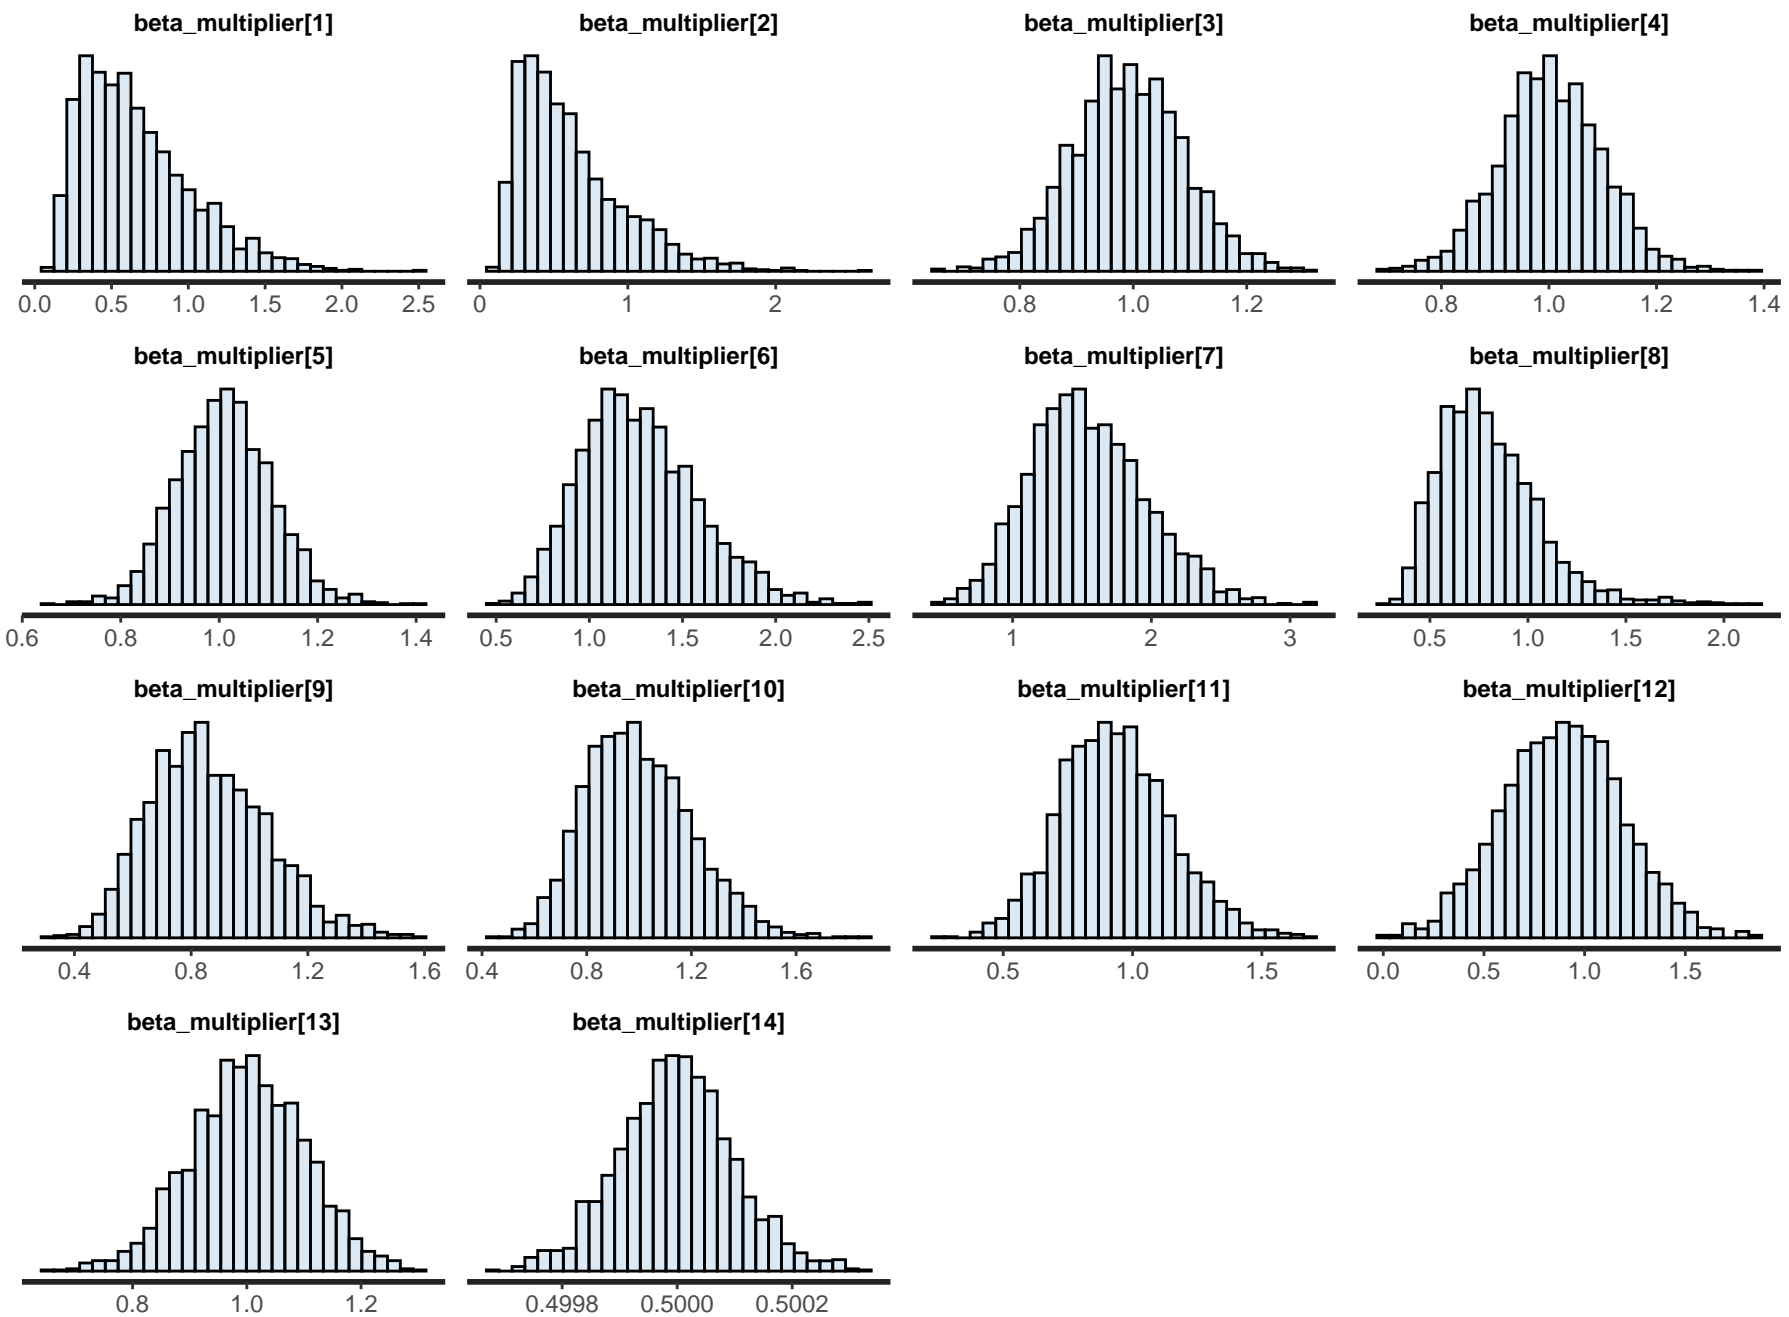 beta_multiplier[1] beta_multiplier[2] beta_multiplier[3] beta_multiplier[4]
0.0 0.5 1.0 1.5 2.0 2.5 0 1 2 0.8 1.0 1.2 0.8 1.0 1.2 1.4
beta_multiplier[5] beta_multiplier[6] beta_multiplier[7] beta_multiplier[8]
0.6 0.8 1.0 1.2 1.4 0.5 1.0 1.5 2.0 2.5 1 2 3 0.5 1.0 1.5 2.0
beta_multiplier[9] beta_multiplier[10] beta_multiplier[11] beta_multiplier[12]
0.4 0.8 1.2 1.6 0.4 0.8 1.2 1.6 0.5 1.0 1.5 0.0 0.5 1.0 1.5
beta_multiplier[13] beta_multiplier[14]
0.8 1.0 1.2 0.4998 0.5000 0.5002